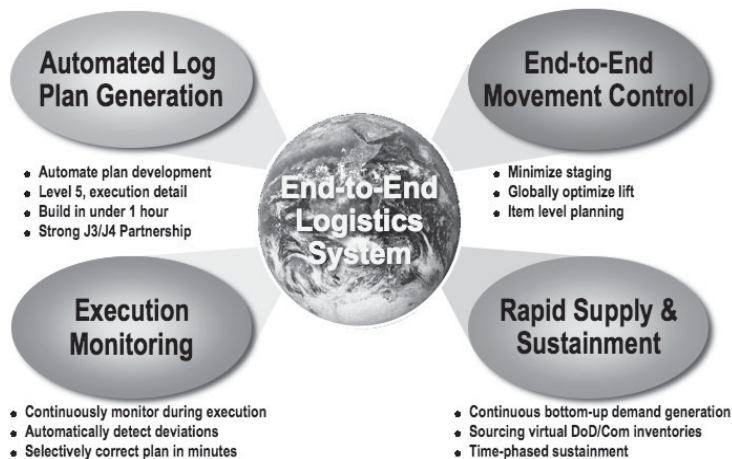 Automated Log
Plan Generation
• Automate plan development
• Level 5, execution detail
• Build in under 1 hour
• Strong J3/J4 Partnership
End-to-End
Movement Control
• Minimize staging
• Globally optimize lift
• Item level planning
End-to-End
Logistics
System
Execution
Monitoring
• Continuously monitor during execution
• Automatically detect deviations
• Selectively correct plan in minutes
Rapid Supply &
Sustainment
• Continuous bottom-up demand generation
• Sourcing virtual DoD/Com inventories
• Time-phased sustainment